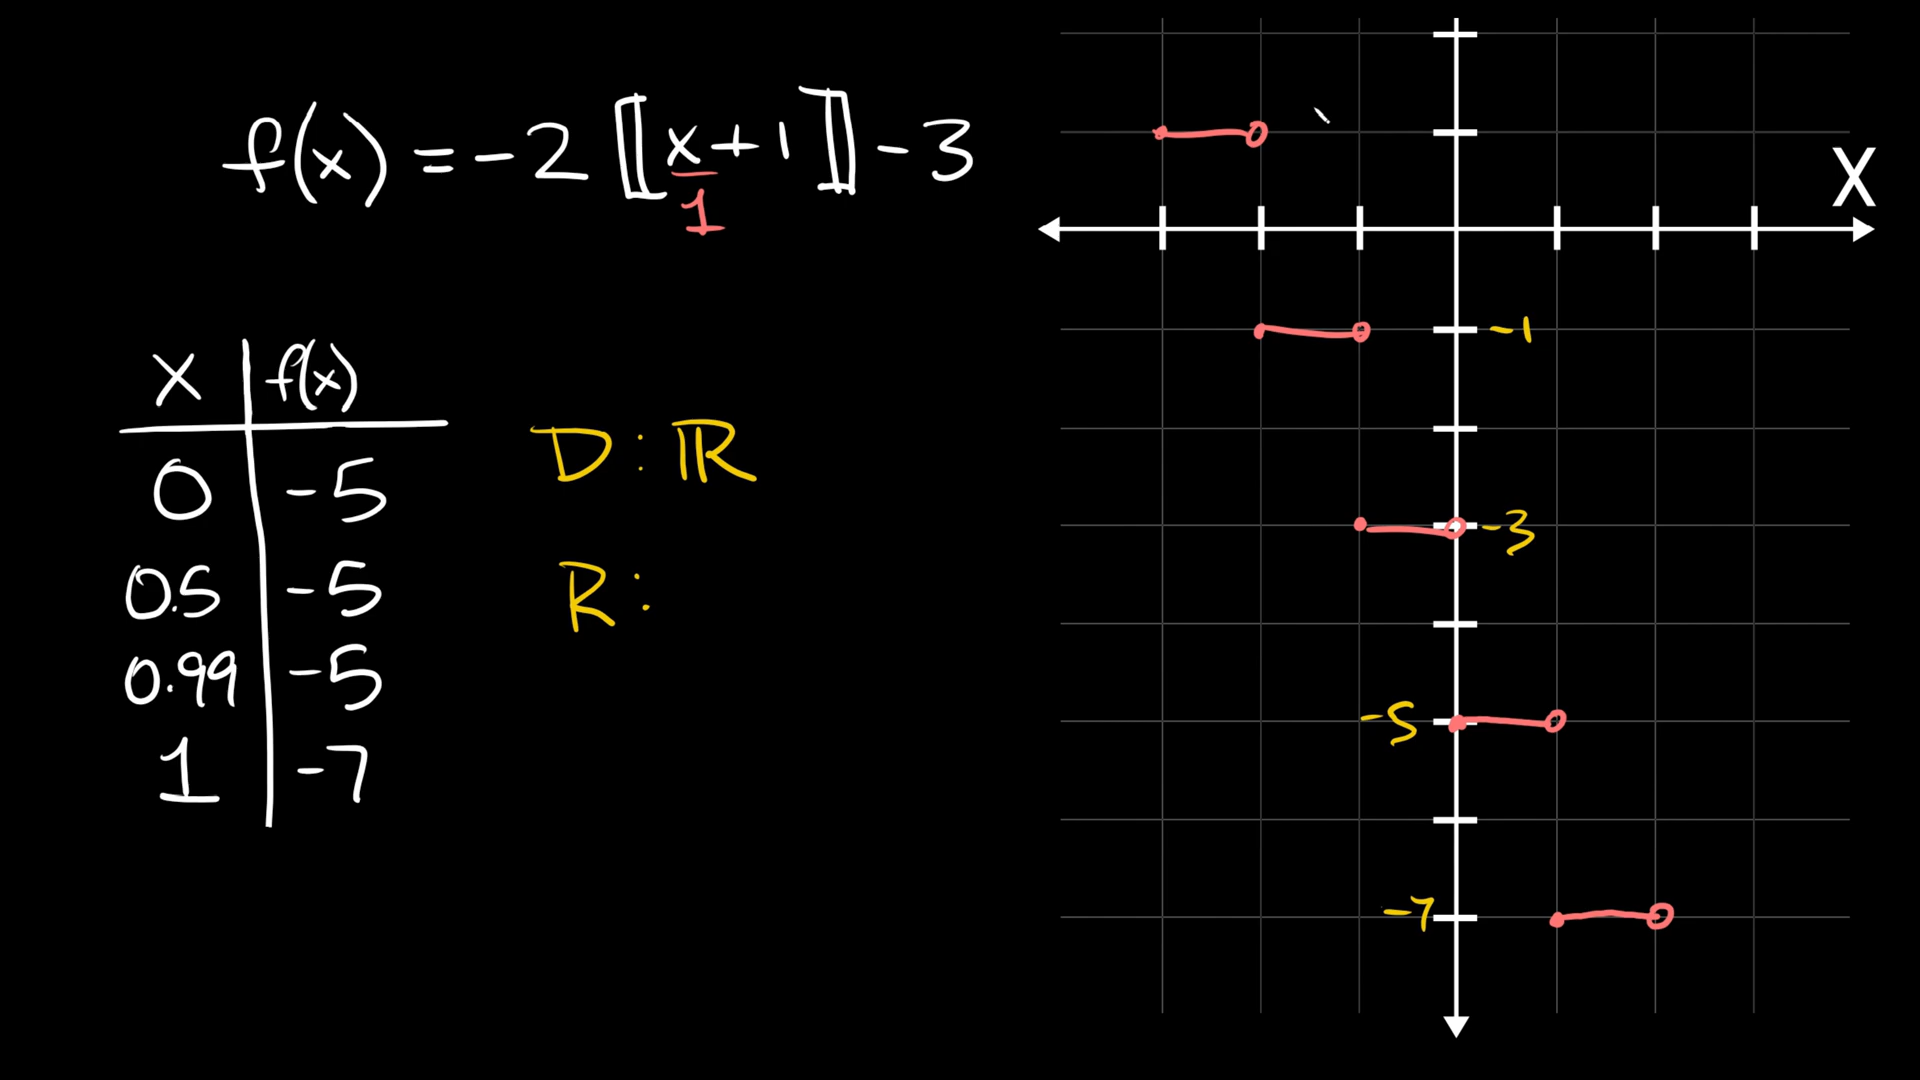 f(x) = -2 ⟦x+1⟧ - 3
1
x f(x)
0 -5
0.5 -5
0.99 -5
1 -7
D: ℝ
R:
X
-1
-3
-5
-7